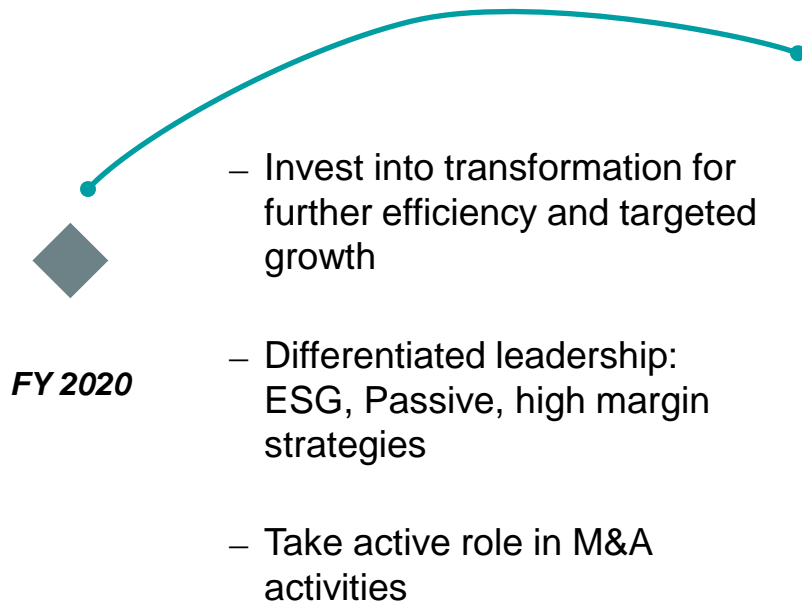 – Invest into transformation for
further efficiency and targeted
growth
FY 2020
– Differentiated leadership:
ESG, Passive, high margin
strategies
– Take active role in M&A
activities